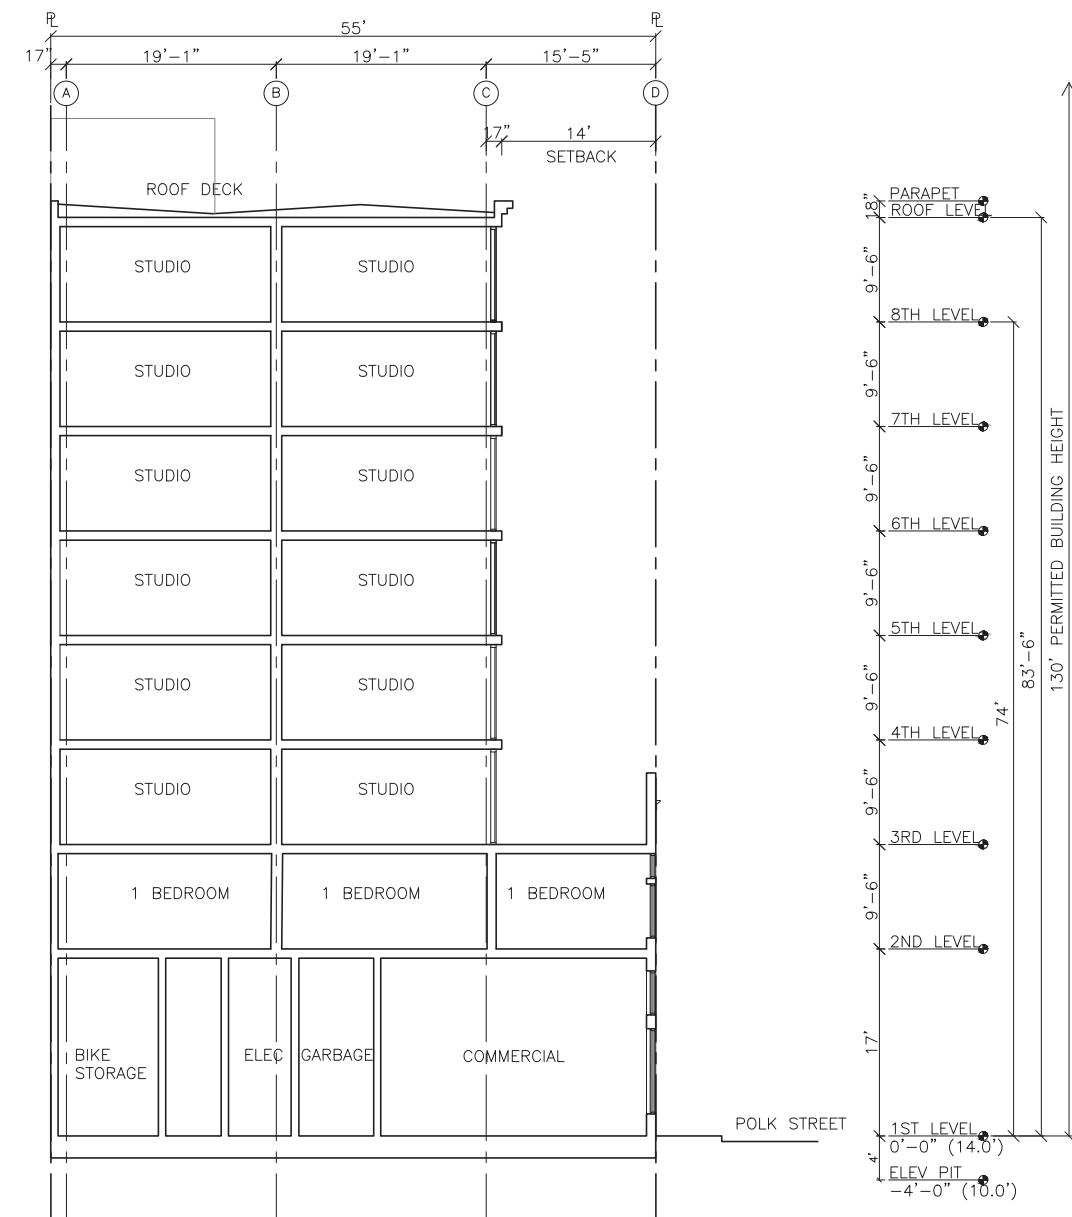 PL PL
55'
17" 19'-1" 19'-1" 15'-5"
A B C D
17" 14'
SETBACK
ROOF DECK
PARAPET
18"
ROOF LEVEL
STUDIO STUDIO
9'-6"
8TH LEVEL
STUDIO STUDIO
9'-6"
7TH LEVEL
STUDIO STUDIO
9'-6"
6TH LEVEL
130' PERMITTED BUILDING HEIGHT
STUDIO STUDIO
9'-6"
5TH LEVEL
83'-6"
STUDIO STUDIO
9'-6"
74'
4TH LEVEL
STUDIO STUDIO
9'-6"
3RD LEVEL
1 BEDROOM 1 BEDROOM 1 BEDROOM
9'-6"
2ND LEVEL
17'
BIKE
STORAGE
ELEC GARBAGE COMMERCIAL
POLK STREET
1ST LEVEL
0'-0" (14.0')
4'
ELEV PIT
-4'-0" (10.0')